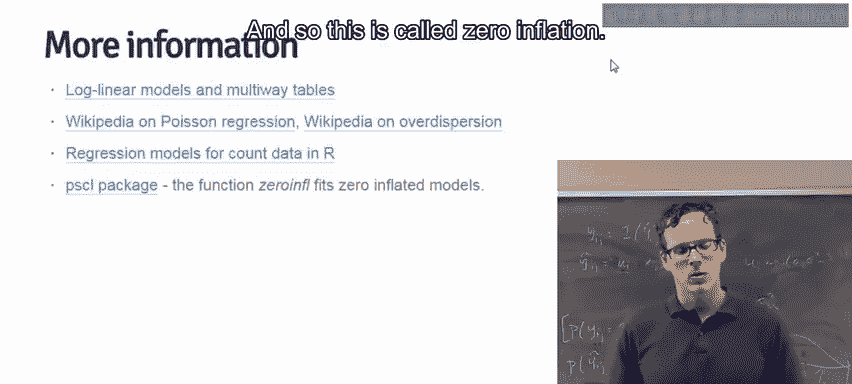 And so this is called zero inflation.
More information
Log-linear models and multiway tables
Wikipedia on Poisson regression, Wikipedia on overdispersion
Regression models for count data in R
pscl package - the function zeroinfl fits zero inflated models.